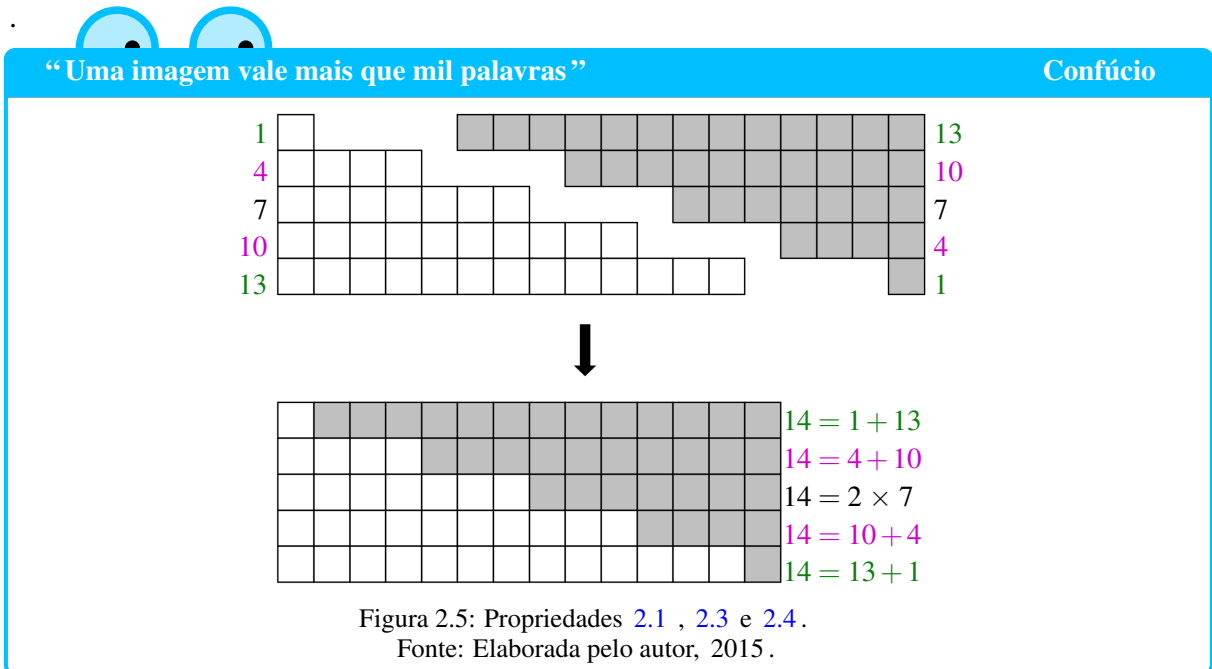 .
“Uma imagem vale mais que mil palavras” Confúcio
1 13
4 10
7 7
10 4
13 1
14 = 1 + 13
14 = 4 + 10
14 = 2 × 7
14 = 10 + 4
14 = 13 + 1
Figura 2.5: Propriedades 2.1 , 2.3 e 2.4 .
Fonte: Elaborada pelo autor, 2015 .